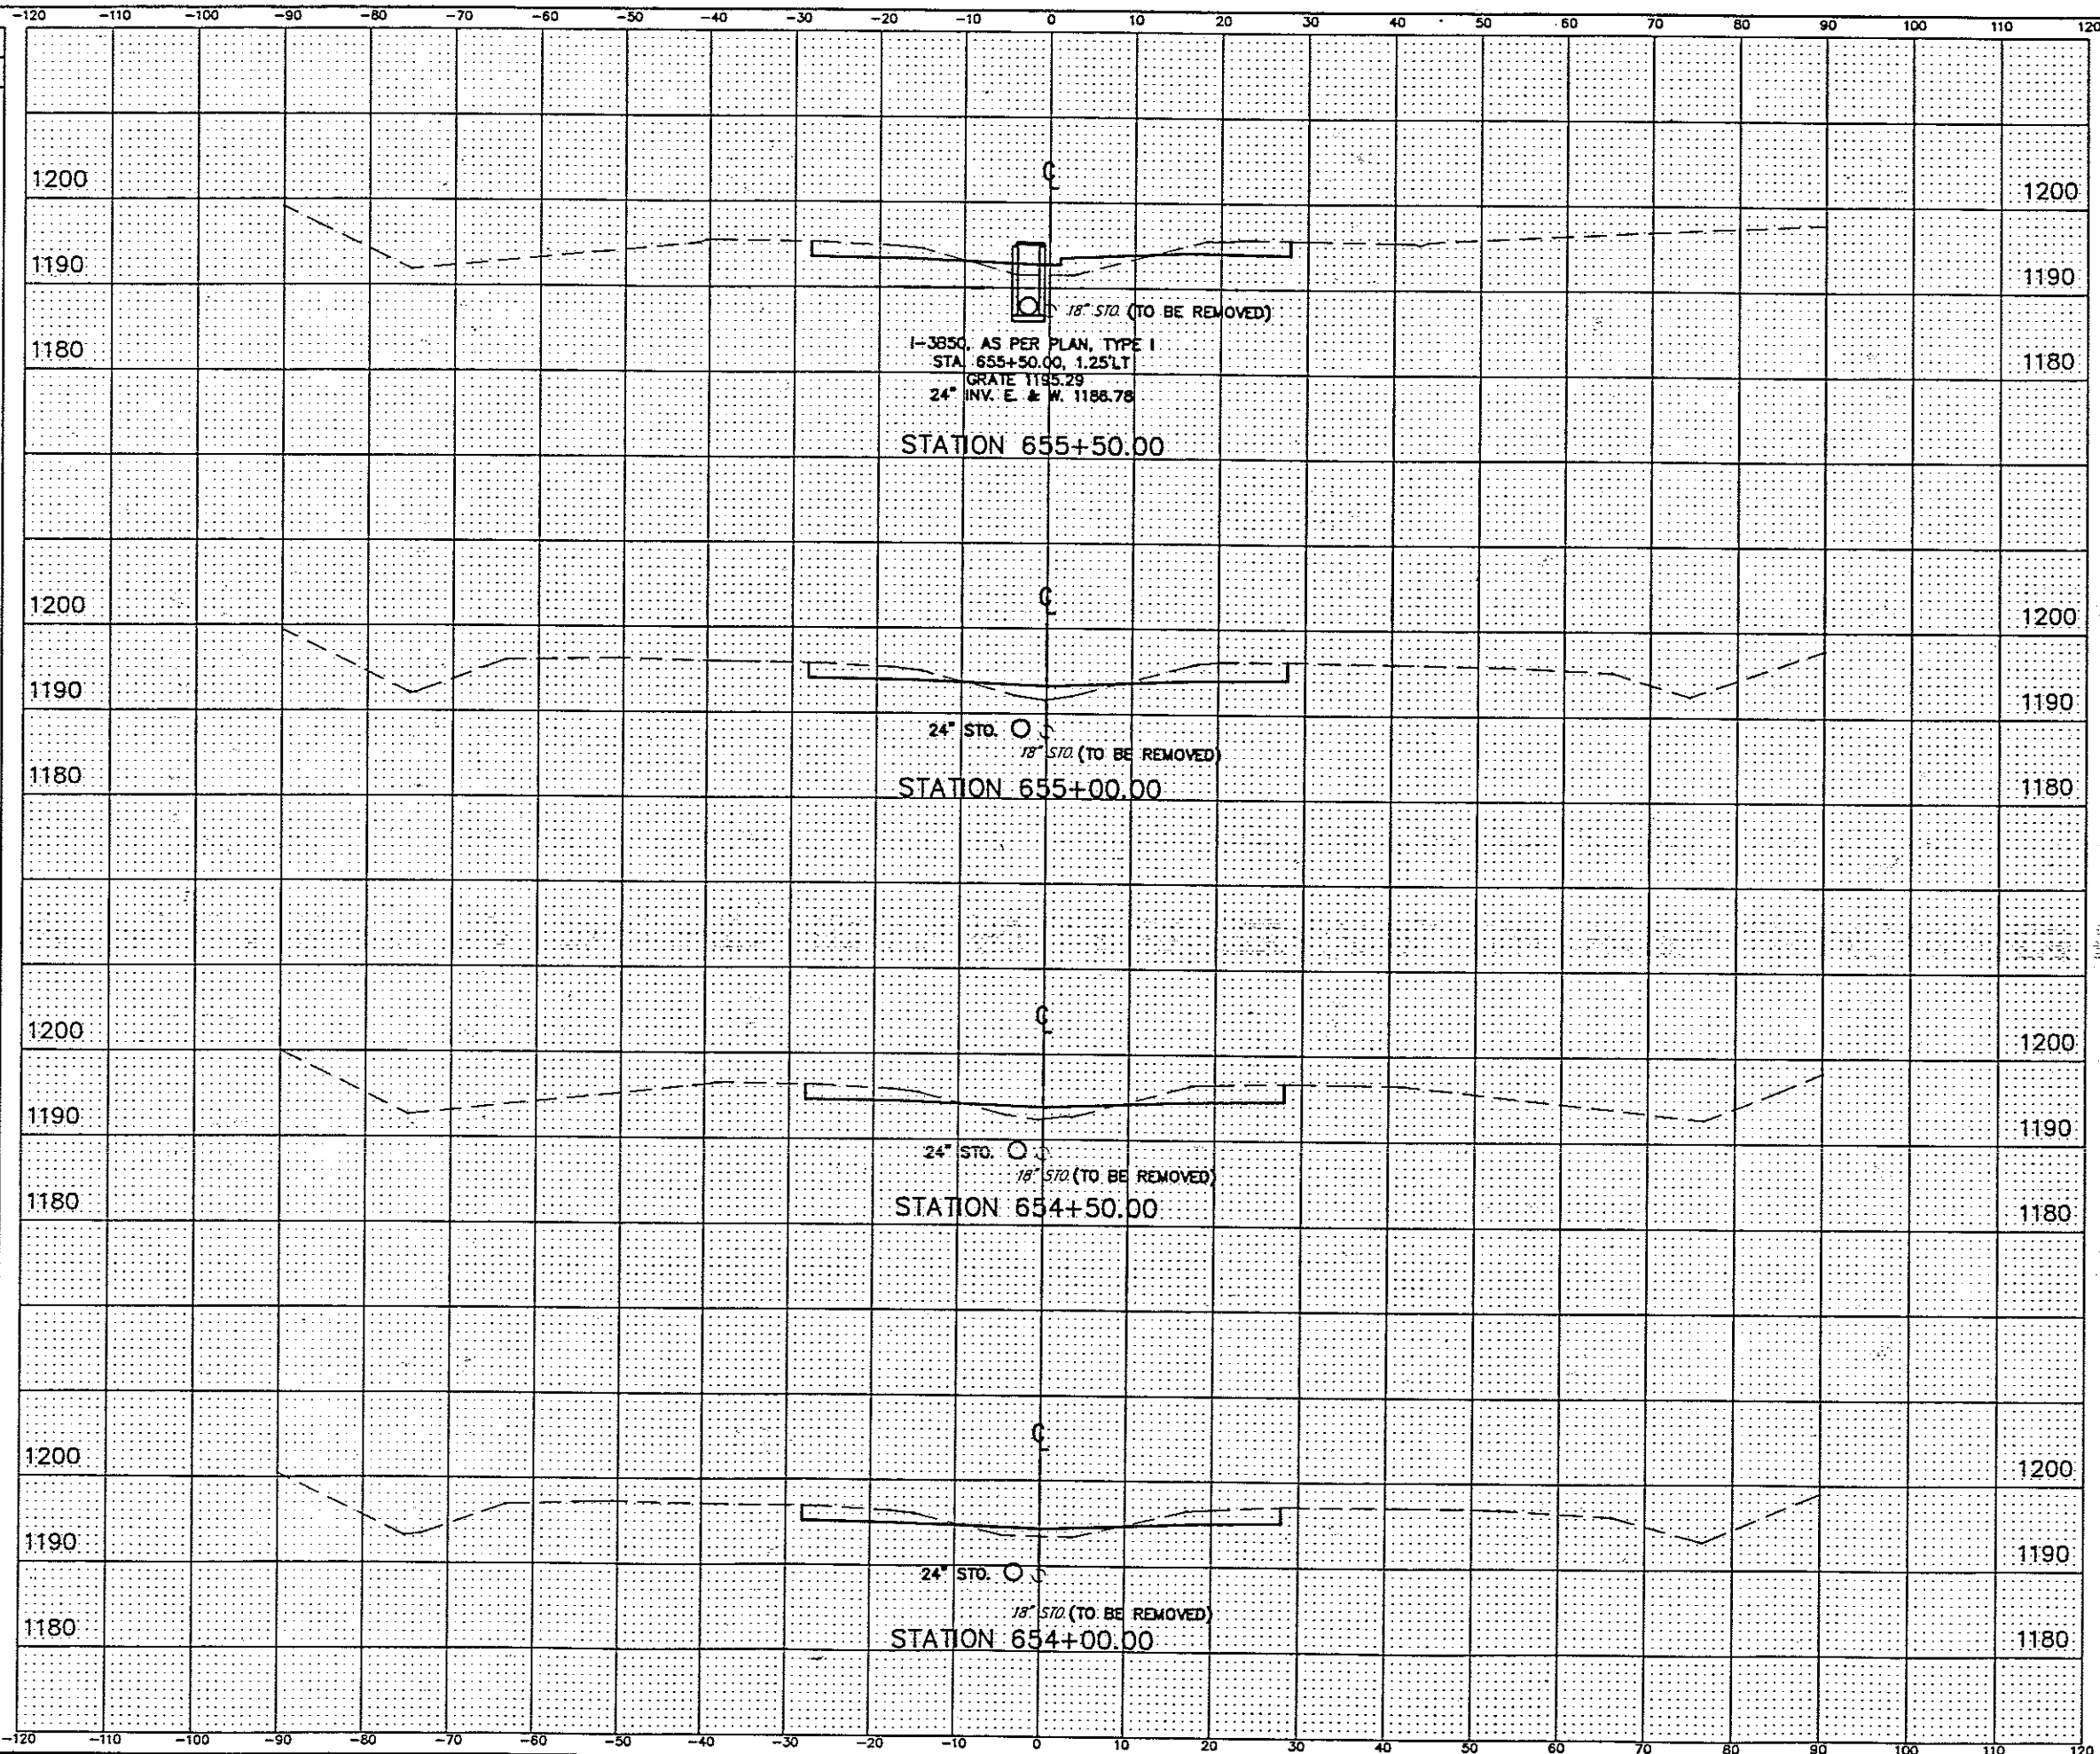 -120 -110 -100 -90 -80 -70 -60 -50 -40 -30 -20 -10 0 10 20 30 40 50 60 70 80 90 100 110 120
℄
1200 1200
1190 1190
18" STO. (TO BE REMOVED)
1180 1180
I-3B50, AS PER PLAN, TYPE I
STA. 655+50.00, 1.25'LT
GRATE 1195.29
24" INV. E. & W. 1186.78
STATION 655+50.00
℄
1200 1200
1190 1190
24" STO.
18" STO. (TO BE REMOVED)
1180 1180
STATION 655+00.00
℄
1200 1200
1190 1190
24" STO.
18" STO. (TO BE REMOVED)
1180 1180
STATION 654+50.00
℄
1200 1200
1190 1190
24" STO.
18" STO. (TO BE REMOVED)
1180 1180
STATION 654+00.00
-120 -110 -100 -90 -80 -70 -60 -50 -40 -30 -20 -10 0 10 20 30 40 50 60 70 80 90 100 110 120